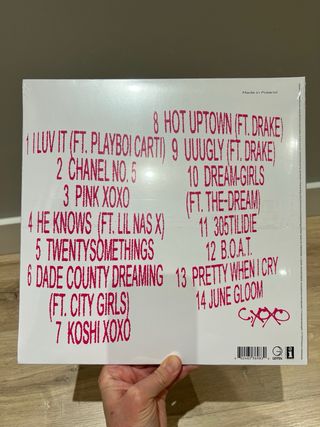 Made in Poland
1 I LUV IT (FT. PLAYBOI CARTI)
2 CHANEL NO. 5
3 PINK XOXO
4 HE KNOWS (FT. LIL NAS X)
5 TWENTYSOMETHINGS
6 DADE COUNTY DREAMING
(FT. CITY GIRLS)
7 KOSHI XOXO
8 HOT UPTOWN (FT. DRAKE)
9 UUUGLY (FT. DRAKE)
10 DREAM-GIRLS
(FT. THE-DREAM)
11 305TILIDIE
12 B.O.A.T.
13 PRETTY WHEN I CRY
14 JUNE GLOOM
C,XOXO